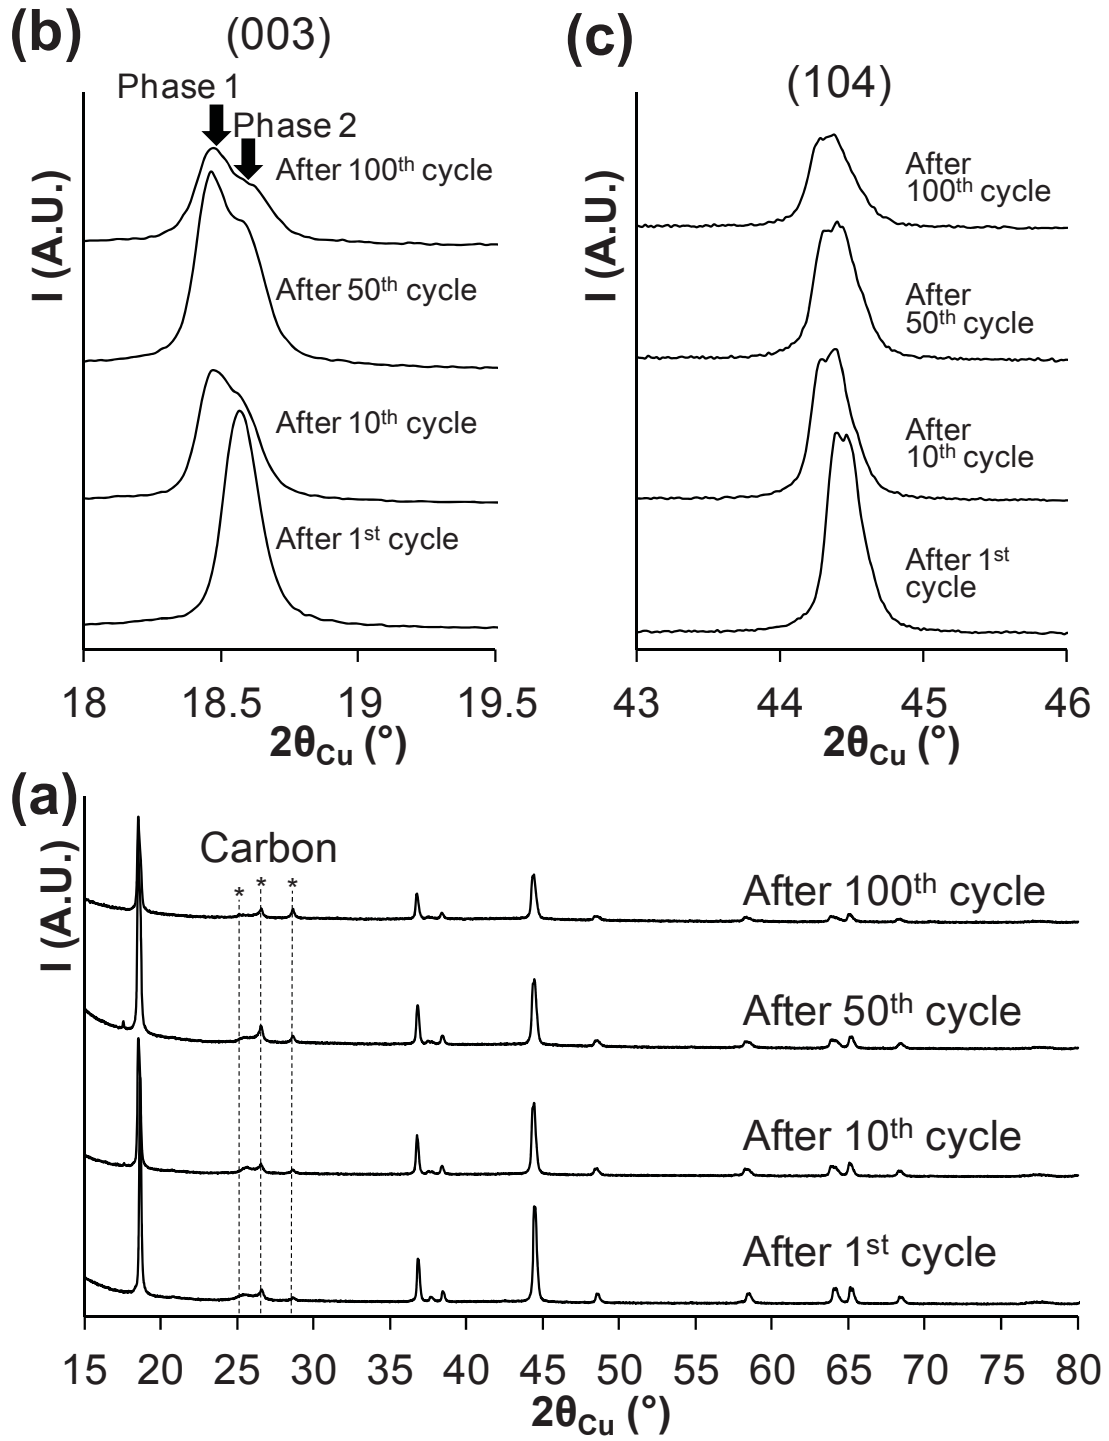 (b)
(003)
Phase 1
Phase 2
I (A.U.)
After 100th cycle
After 50th cycle
After 10th cycle
After 1st cycle
18 18.5 19 19.5
2θCu (°)
(c)
(104)
I (A.U.)
After
100th cycle
After
50th cycle
After
10th cycle
After 1st
cycle
43 44 45 46
2θCu (°)
(a)
I (A.U.)
Carbon
* * *
After 100th cycle
After 50th cycle
After 10th cycle
After 1st cycle
15 20 25 30 35 40 45 50 55 60 65 70 75 80
2θCu (°)